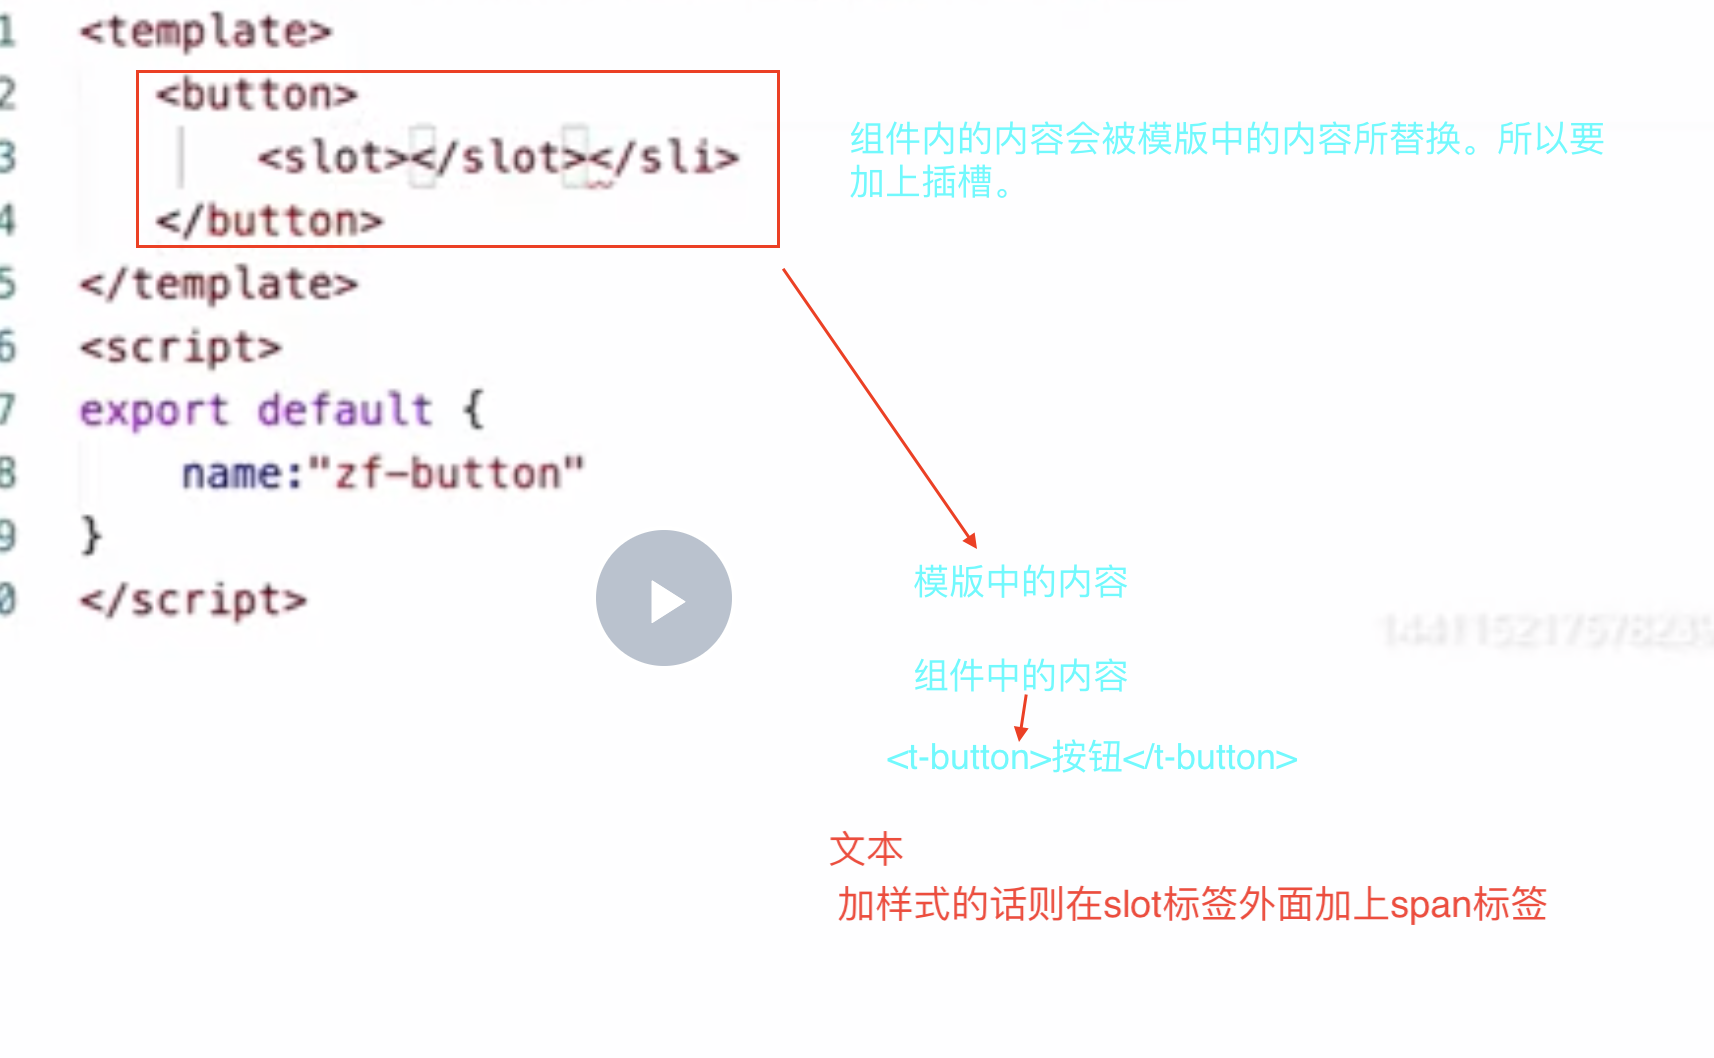 1 <template>
2 <button>
3 <slot></slot></sli>
4 </button>
5 </template>
6 <script>
7 export default {
8 name:"zf-button"
9 }
0 </script>
组件内的内容会被模版中的内容所替换。所以要
加上插槽。
模版中的内容
组件中的内容
<t-button>按钮</t-button>
文本
加样式的话则在slot标签外面加上span标签